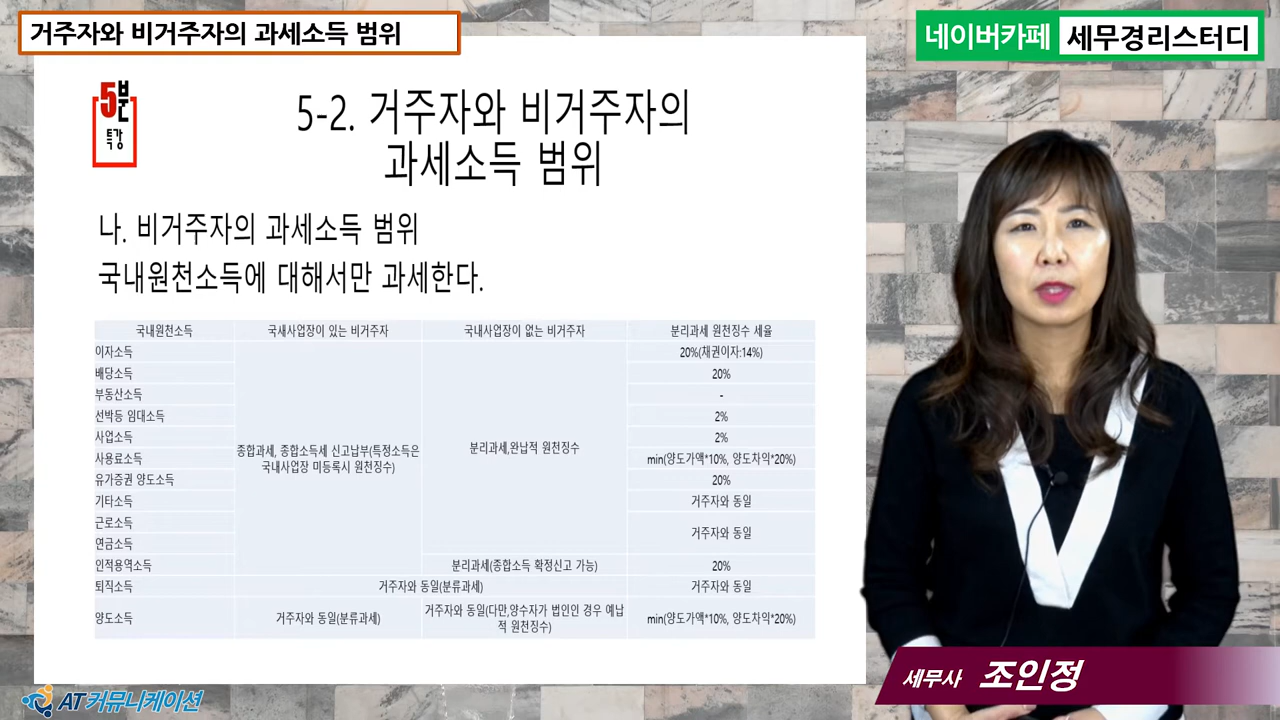 거주자와 비거주자의 과세소득 범위
네이버카페 세무경리스터디
5분
특강
5-2. 거주자와 비거주자의
과세소득 범위
나. 비거주자의 과세소득 범위
국내원천소득에 대해서만 과세한다.
국내원천소득 국새사업장이 있는 비거주자 국내사업장이 없는 비거주자 분리과세 원천징수 세율
이자소득 20%(채권이자:14%)
배당소득 20%
부동산소득 -
선박등 임대소득 2%
사업소득 2%
종합과세, 종합소득세 신고납부(특정소득은
국내사업장 미등록시 원천징수)
분리과세,완납적 원천징수
사용료소득 min(양도가액*10%, 양도차익*20%)
유가증권 양도소득 20%
기타소득 거주자와 동일
근로소득
거주자와 동일
연금소득
인적용역소득 분리과세(종합소득 확정신고 가능) 20%
퇴직소득 거주자와 동일(분류과세) 거주자와 동일
양도소득 거주자와 동일(분류과세) 거주자와 동일(다만,양수자가 법인인 경우 예납
적 원천징수) min(양도가액*10%, 양도차익*20%)
세무사 조인정
AT커뮤니케이션